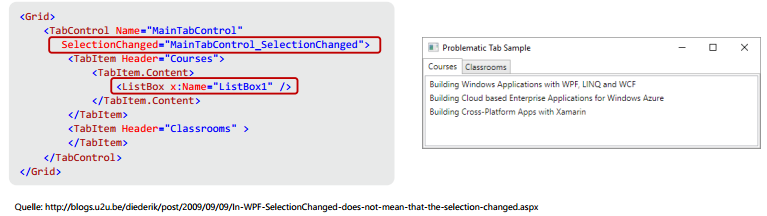 <Grid>
<TabControl Name="MainTabControl"
SelectionChanged="MainTabControl_SelectionChanged">
<TabItem Header="Courses">
<TabItem.Content>
<ListBox x:Name="ListBox1" />
</TabItem.Content>
</TabItem>
<TabItem Header="Classrooms" >
</TabItem>
</TabControl>
</Grid>
Problematic Tab Sample
Courses Classrooms
Building Windows Applications with WPF, LINQ and WCF
Building Cloud based Enterprise Applications for Windows Azure
Building Cross-Platform Apps with Xamarin
Quelle: http://blogs.u2u.be/diederik/post/2009/09/09/In-WPF-SelectionChanged-does-not-mean-that-the-selection-changed.aspx